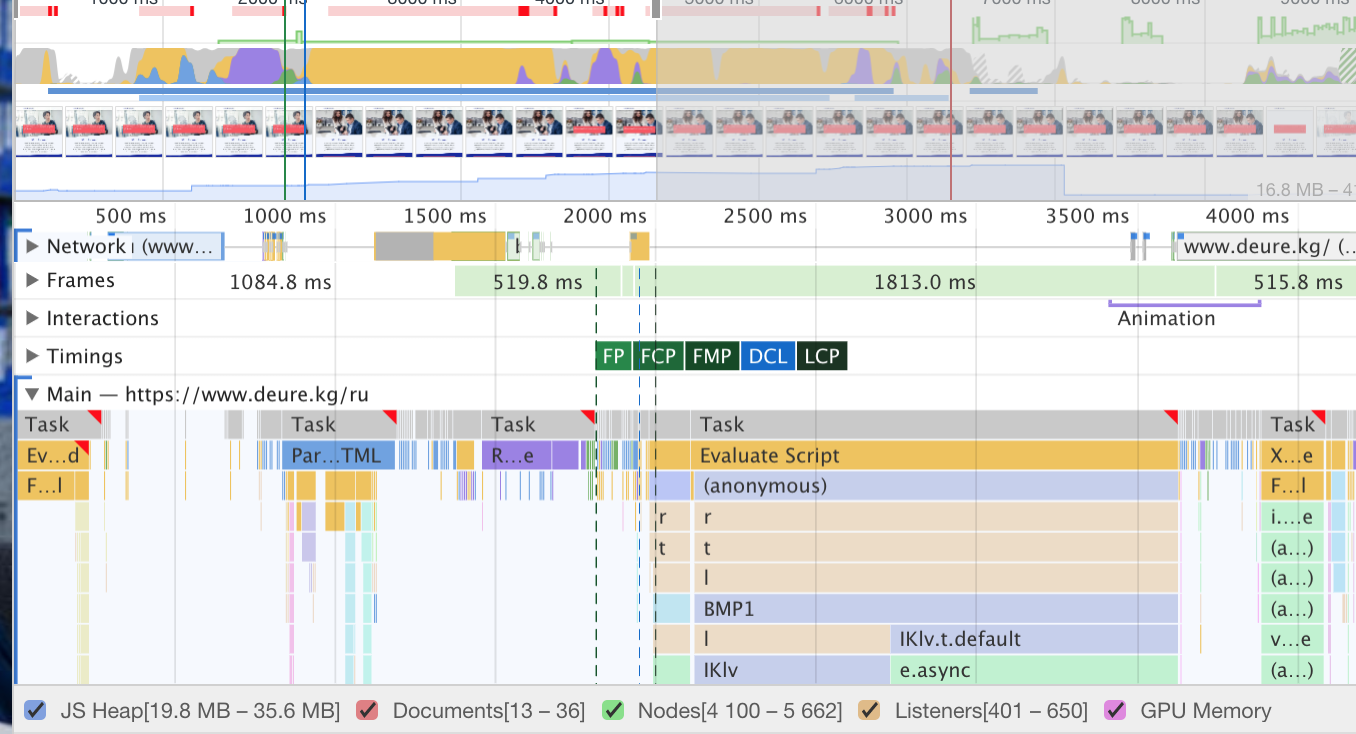 1000 ms 2000 ms 3000 ms 4000 ms 5000 ms 6000 ms 7000 ms 8000 ms 9000 ms
16.8 MB – 41
500 ms 1000 ms 1500 ms 2000 ms 2500 ms 3000 ms 3500 ms 4000 ms
Network (www... www.deure.kg/ (...
Frames 1084.8 ms 519.8 ms 1813.0 ms 515.8 ms
Interactions Animation
Timings FP FCP FMP DCL LCP
Main — https://www.deure.kg/ru
Task Task Task Task Task
Ev...d Par...TML R...e Evaluate Script X...e
F...l (anonymous) F...l
r r i....e
t t (a...)
l (a...)
BMP1 (a...)
l IKlv.t.default v...e
IKlv e.async (a...)
JS Heap[19.8 MB – 35.6 MB] Documents[13 – 36] Nodes[4 100 – 5 662] Listeners[401 – 650] GPU Memory